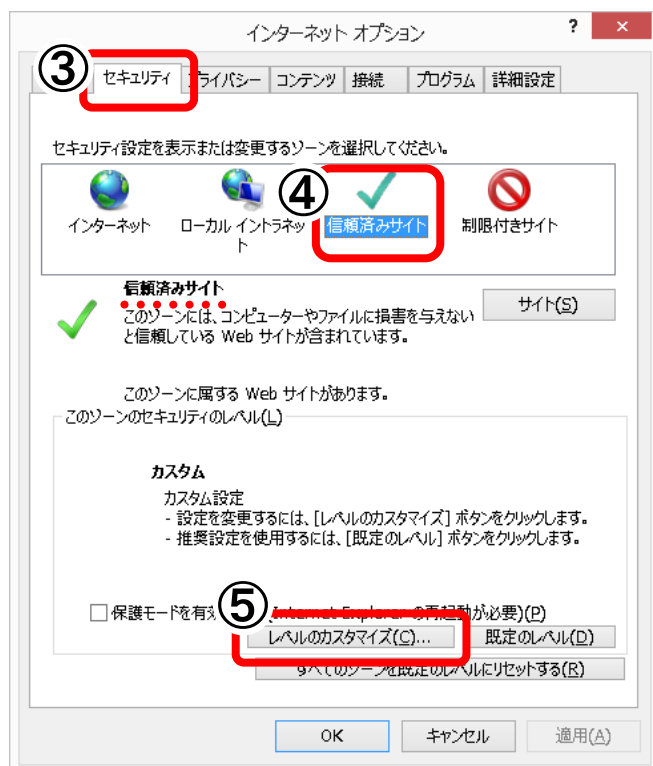 インターネット オプション
?
×
③
セキュリティ
ライバシー
コンテンツ
接続
プログラム
詳細設定
セキュリティ設定を表示または変更するゾーンを選択してください。
④
インターネット
ローカル イントラネッ
ト
信頼済みサイト
制限付きサイト
信頼済みサイト
サイト(S)
このゾーンには、コンピューターやファイルに損害を与えない
と信頼している Web サイトが含まれています。
このゾーンに属する Web サイトがあります。
このゾーンのセキュリティのレベル(L)
カスタム
カスタム設定
- 設定を変更するには、[レベルのカスタマイズ] ボタンをクリックします。
- 推奨設定を使用するには、[既定のレベル] ボタンをクリックします。
⑤
保護モードを有 Internet Explorer の再起動が必要)(P)
レベルのカスタマイズ(C)...
既定のレベル(D)
すべてのゾーンを既定のレベルにリセットする(R)
OK
キャンセル
適用(A)